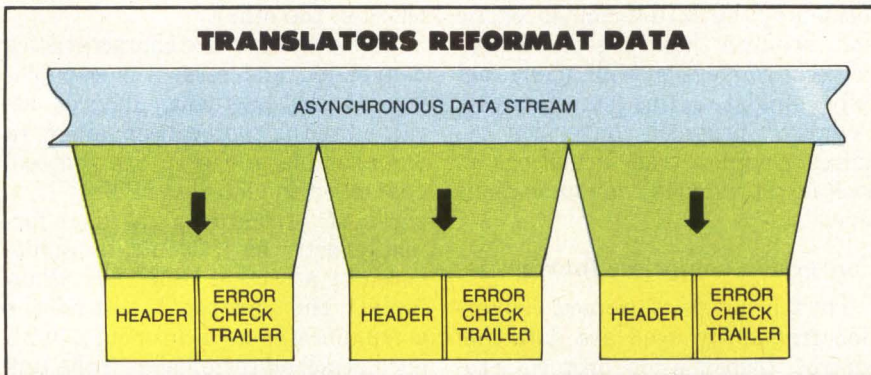 TRANSLATORS REFORMAT DATA
ASYNCHRONOUS DATA STREAM
HEADER
ERROR
CHECK
TRAILER
HEADER
ERROR
CHECK
TRAILER
HEADER
ERROR
CHECK
TRAILER